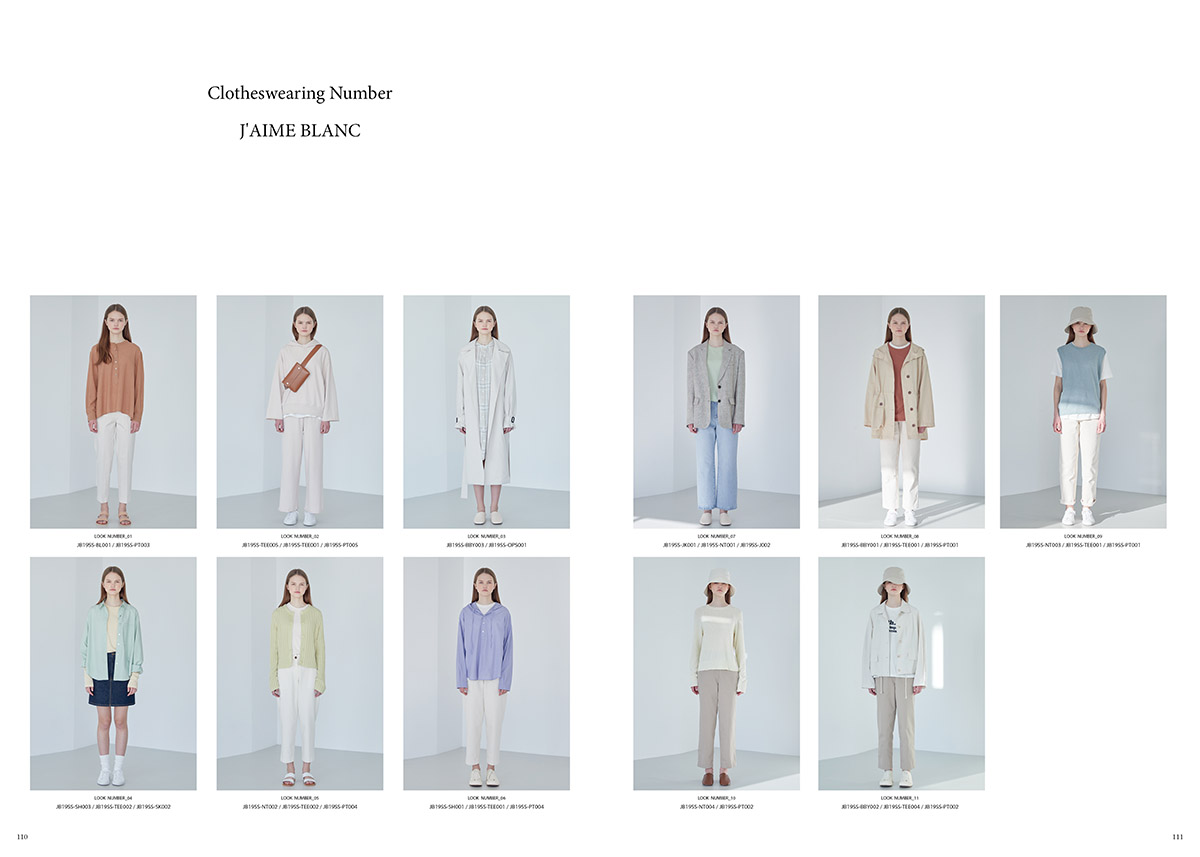 Clotheswearing Number
J'AIME BLANC
LOOK NUMBER_01
JB19SS-BL001 / JB19SS-PT003
LOOK NUMBER_02
JB19SS-TEE005 / JB19SS-TEE001 / JB19SS-PT005
LOOK NUMBER_03
JB19SS-BBY003 / JB19SS-OPS001
LOOK NUMBER_04
JB19SS-SH003 / JB19SS-TEE002 / JB19SS-SK002
LOOK NUMBER_05
JB19SS-NT002 / JB19SS-TEE002 / JB19SS-PT004
LOOK NUMBER_06
JB19SS-SH001 / JB19SS-TEE001 / JB19SS-PT004
110
LOOK NUMBER_07
JB19SS-JK001 / JB19SS-NT001 / JB19SS-J002
LOOK NUMBER_08
JB19SS-BBY001 / JB19SS-TEE001 / JB19SS-PT001
LOOK NUMBER_09
JB19SS-NT003 / JB19SS-TEE001 / JB19SS-PT001
LOOK NUMBER_10
JB19SS-NT004 / JB19SS-PT002
LOOK NUMBER_11
JB19SS-BBY002 / JB19SS-TEE004 / JB19SS-PT002
111